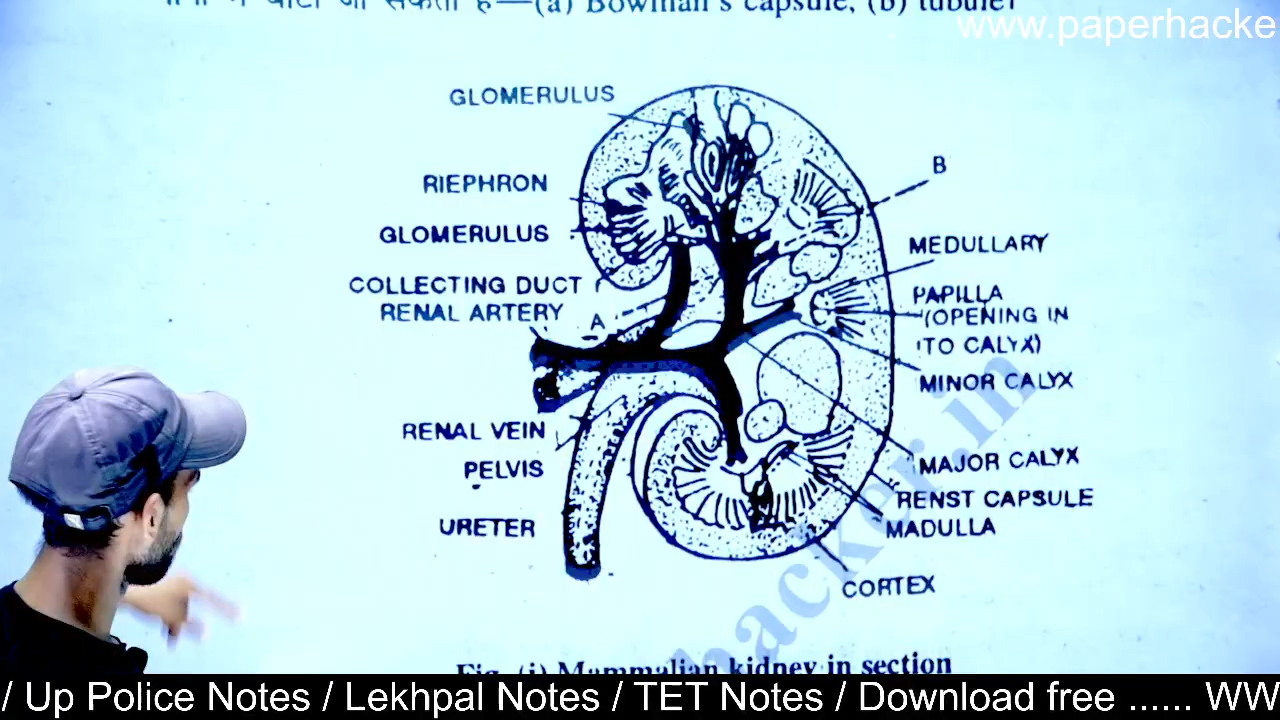 (a) Bowman's capsule, (b)
www.paperhacke
GLOMERULUS
B
RIEPHRON
GLOMERULUS
MEDULLARY
COLLECTING DUCT
RENAL ARTERY
PAPILLA
(OPENING IN
TO CALYX)
A
MINOR CALYX
RENAL VEIN
PELVIS
MAJOR CALYX
RENST CAPSULE
URETER
MADULLA
CORTEX
hacker.in
Fig. (i) Mammalian kidney in section
/ Up Police Notes / Lekhpal Notes / TET Notes / Download free ...... WW